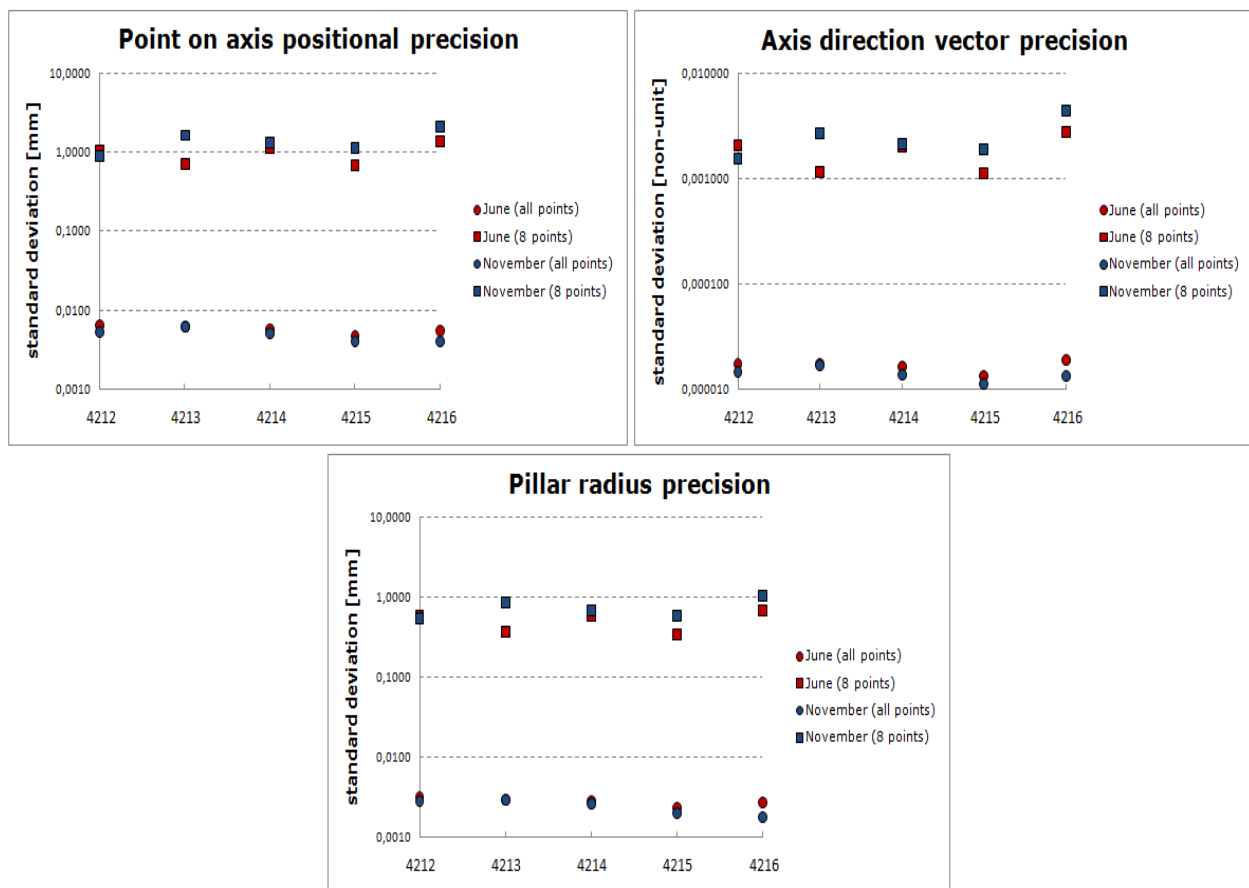 Point on axis positional precision
standard deviation [mm]
10,0000
1,0000
0,1000
0,0100
0,0010
4212 4213 4214 4215 4216
June (all points)
June (8 points)
November (all points)
November (8 points)
Axis direction vector precision
standard deviation [non-unit]
0,010000
0,001000
0,000100
0,000010
4212 4213 4214 4215 4216
June (all points)
June (8 points)
November (all points)
November (8 points)
Pillar radius precision
standard deviation [mm]
10,0000
1,0000
0,1000
0,0100
0,0010
4212 4213 4214 4215 4216
June (all points)
June (8 points)
November (all points)
November (8 points)